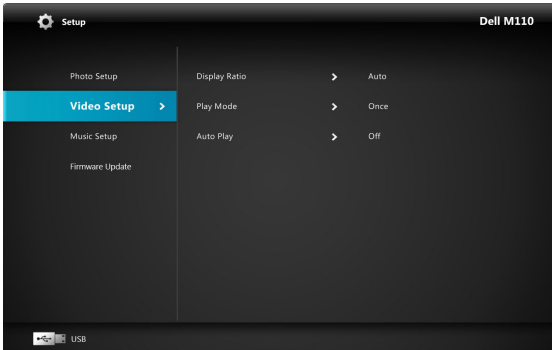 Setup
Dell M110
Photo Setup
Display Ratio
Auto
Video Setup
Play Mode
Once
Music Setup
Auto Play
Off
Firmware Update
USB